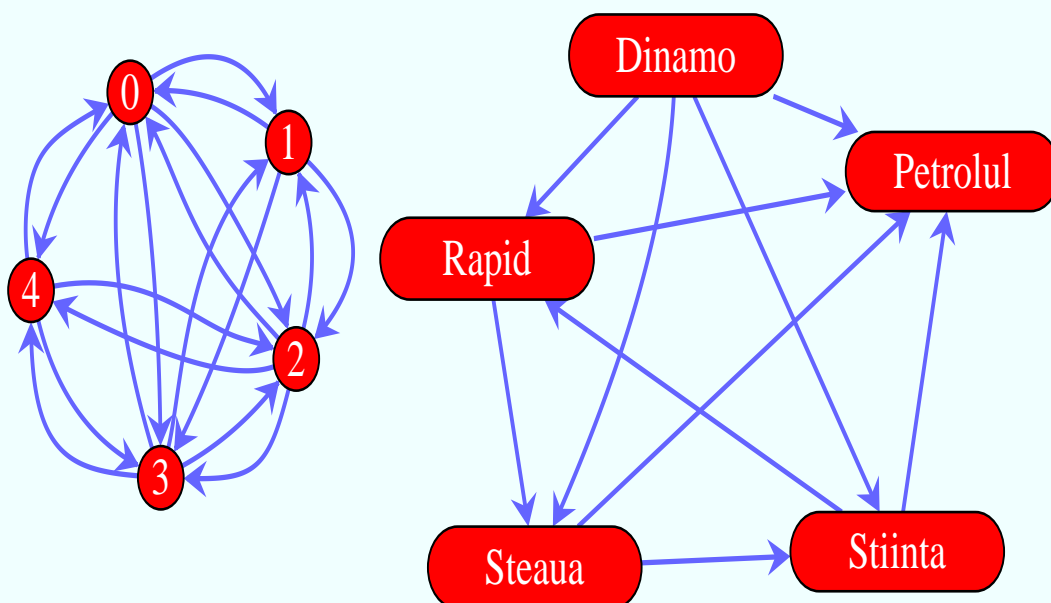 0
1
4
2
3
Dinamo
Petrolul
Rapid
Steaua
Stiinta